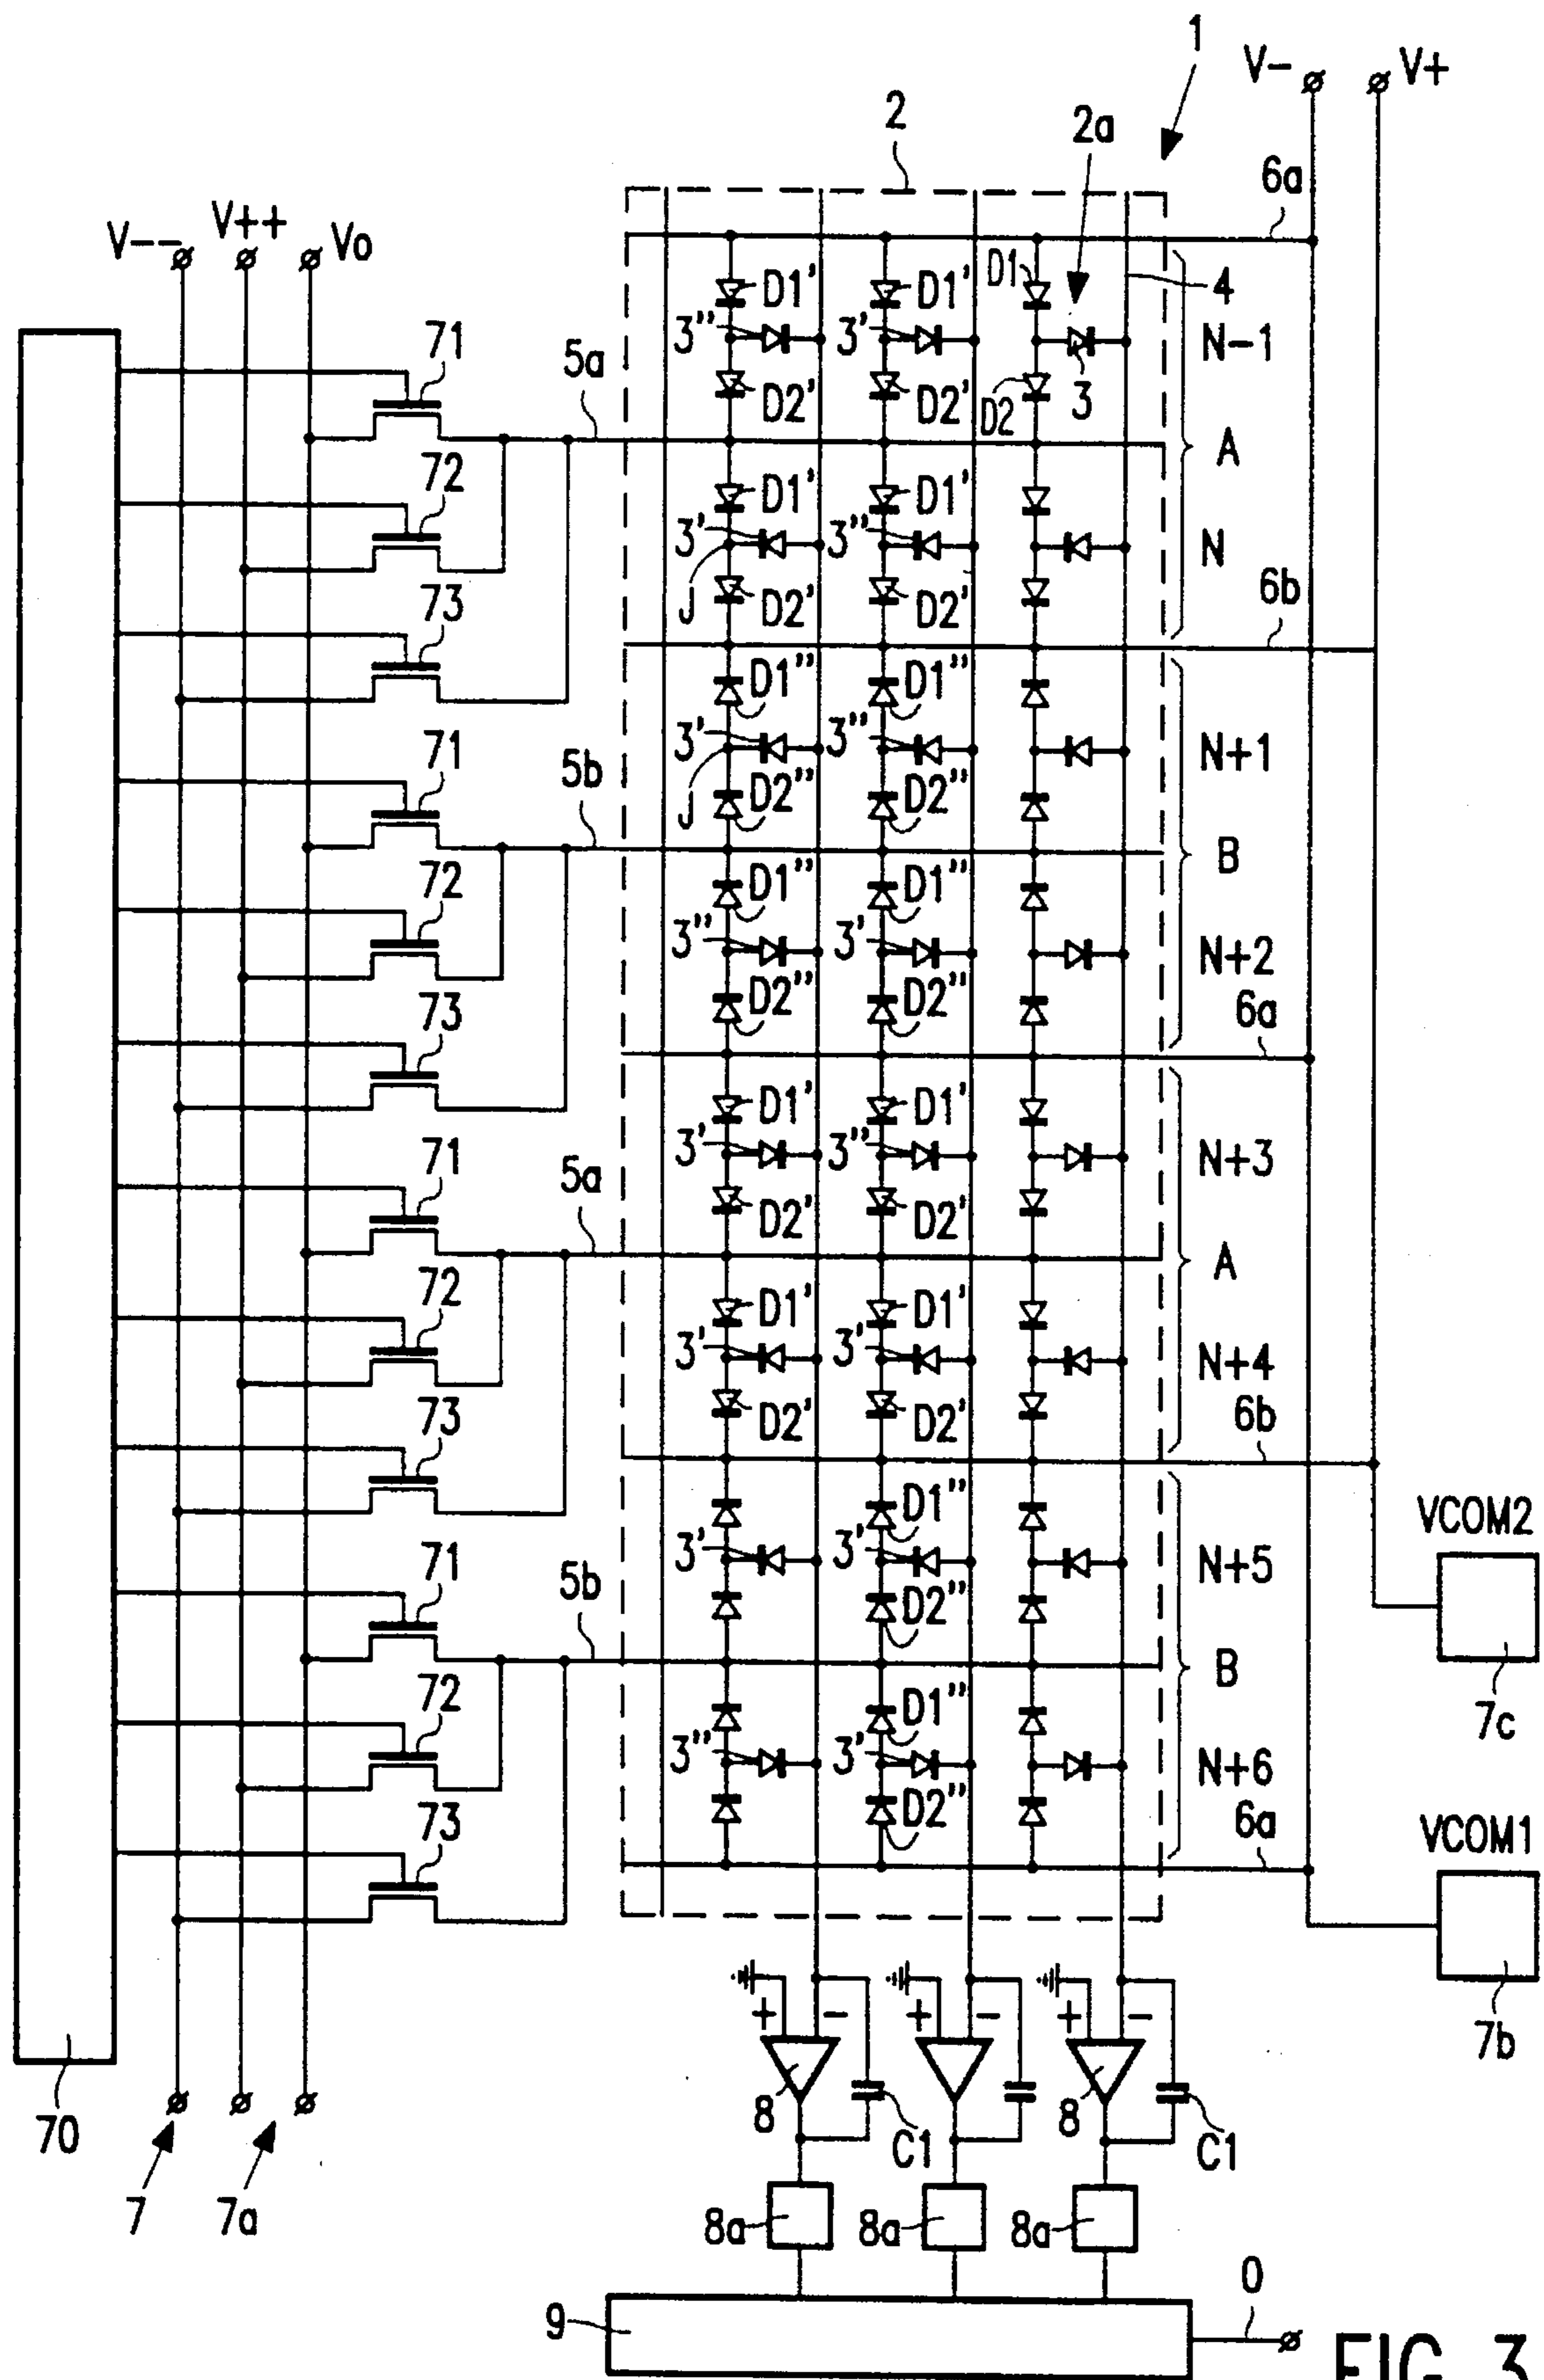 1
V- V+
2 2a
6a
V-- V++ Vo
D1' D1' D1 4
71 3'' 3' N-1
5a
D2' D2' D2 3
A
72 D1' D1'
3' 3'' N
J
73 D2' D2' 6b
D1'' D1''
71 3' 3'' N+1
5b J D2'' D2''
B
72 D1'' D1''
3'' 3' N+2
D2'' D2'' 6a
73
D1' D1'
71 3' 3'' N+3
5a
D2' D2'
A
72 D1' D1'
3' 3' N+4
D2' D2' 6b
73
D1'' VCOM2
71 3' 3' N+5
5b D2''
B
72 D1'' 7c
3'' 3' N+6
D2'' 6a
73 VCOM1
+ - + - + - 7b
8 8
70 C1 C1
7 7a
8a 8a 8a
0
9
FIG. 3